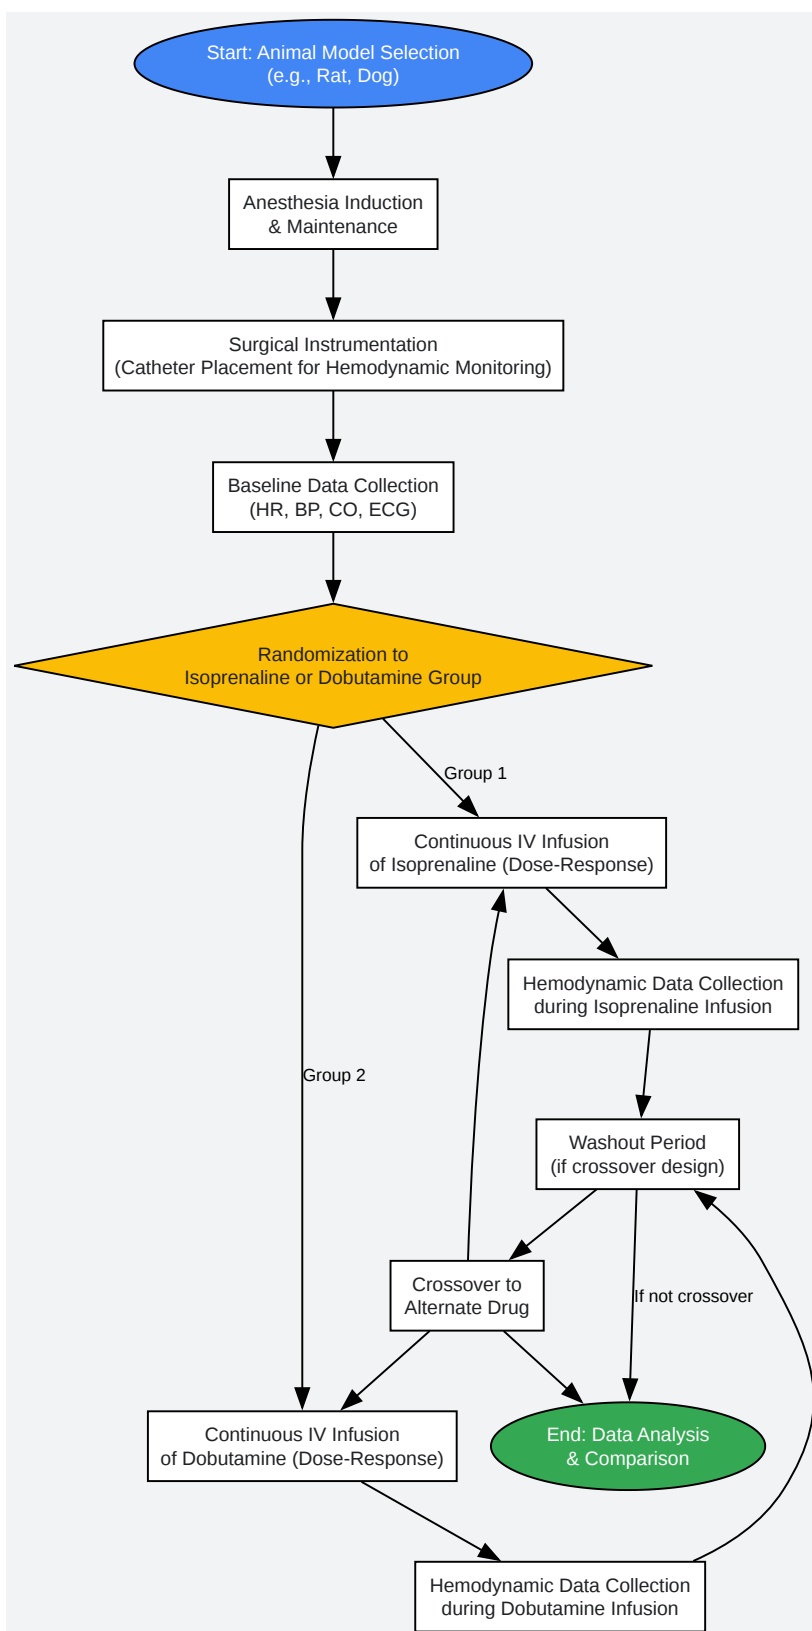 Start: Animal Model Selection
(e.g., Rat, Dog)
Anesthesia Induction
& Maintenance
Surgical Instrumentation
(Catheter Placement for Hemodynamic Monitoring)
Baseline Data Collection
(HR, BP, CO, ECG)
Randomization to
Isoprenaline or Dobutamine Group
Group 1
Continuous IV Infusion
of Isoprenaline (Dose-Response)
Hemodynamic Data Collection
during Isoprenaline Infusion
Group 2
Washout Period
(if crossover design)
Crossover to
Alternate Drug
If not crossover
Continuous IV Infusion
of Dobutamine (Dose-Response)
End: Data Analysis
& Comparison
Hemodynamic Data Collection
during Dobutamine Infusion